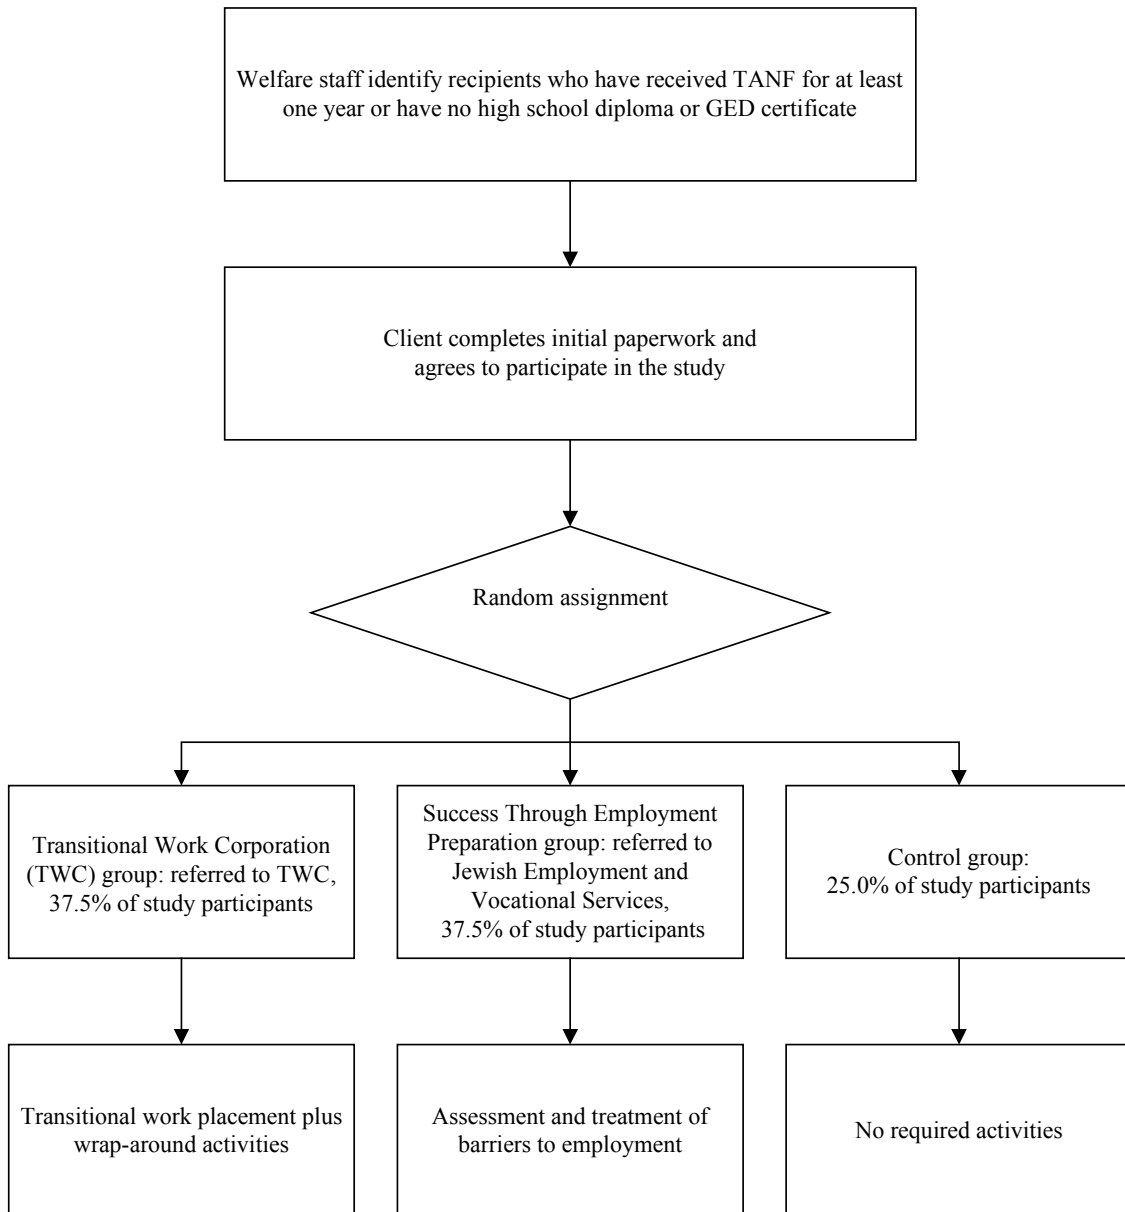 Welfare staff identify recipients who have received TANF for at least
one year or have no high school diploma or GED certificate
Client completes initial paperwork and
agrees to participate in the study
Random assignment
Transitional Work Corporation
(TWC) group: referred to TWC,
37.5% of study participants
Success Through Employment
Preparation group: referred to
Jewish Employment and
Vocational Services,
37.5% of study participants
Control group:
25.0% of study participants
Transitional work placement plus
wrap-around activities
Assessment and treatment of
barriers to employment
No required activities